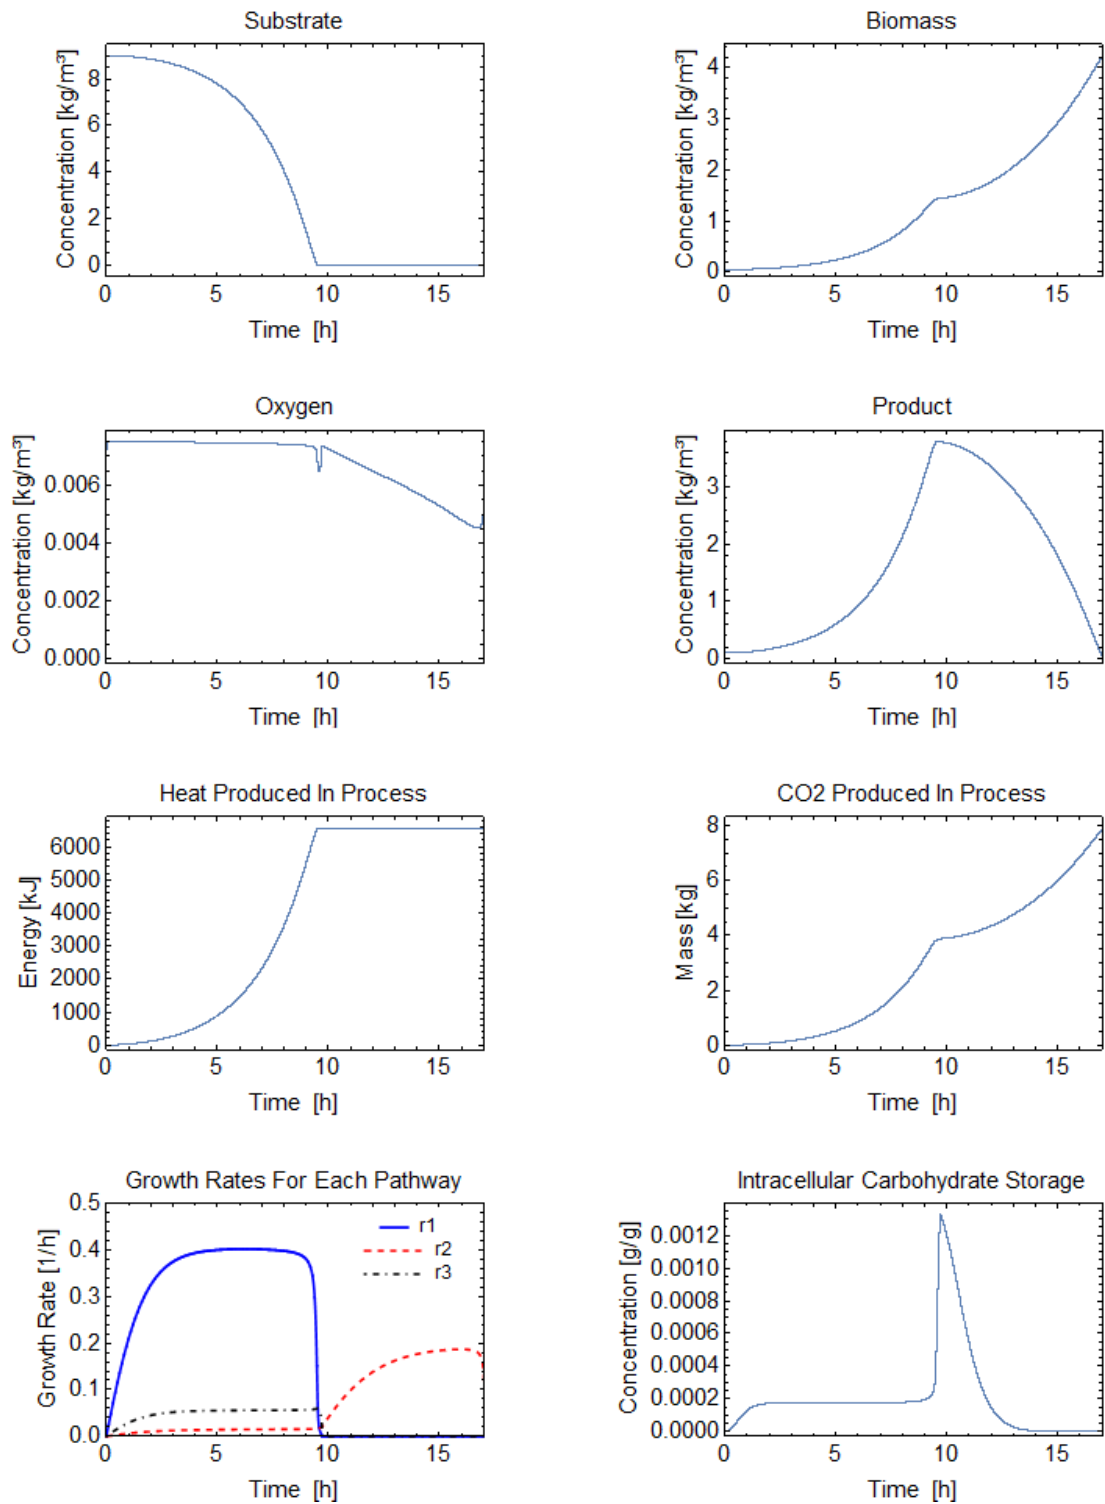 Substrate
Concentration [kg/m³]
8
6
4
2
0
0 5 10 15
Time [h]
Biomass
Concentration [kg/m³]
4
3
2
1
0
0 5 10 15
Time [h]
Oxygen
Concentration [kg/m³]
0.006
0.004
0.002
0.000
0 5 10 15
Time [h]
Product
Concentration [kg/m³]
3
2
1
0
0 5 10 15
Time [h]
Heat Produced In Process
Energy [kJ]
6000
5000
4000
3000
2000
1000
0
0 5 10 15
Time [h]
CO2 Produced In Process
Mass [kg]
8
6
4
2
0
0 5 10 15
Time [h]
Growth Rates For Each Pathway
Growth Rate [1/h]
0.5
0.4
0.3
0.2
0.1
0.0
r1
r2
r3
0 5 10 15
Time [h]
Intracellular Carbohydrate Storage
Concentration [g/g]
0.0012
0.0010
0.0008
0.0006
0.0004
0.0002
0.0000
0 5 10 15
Time [h]